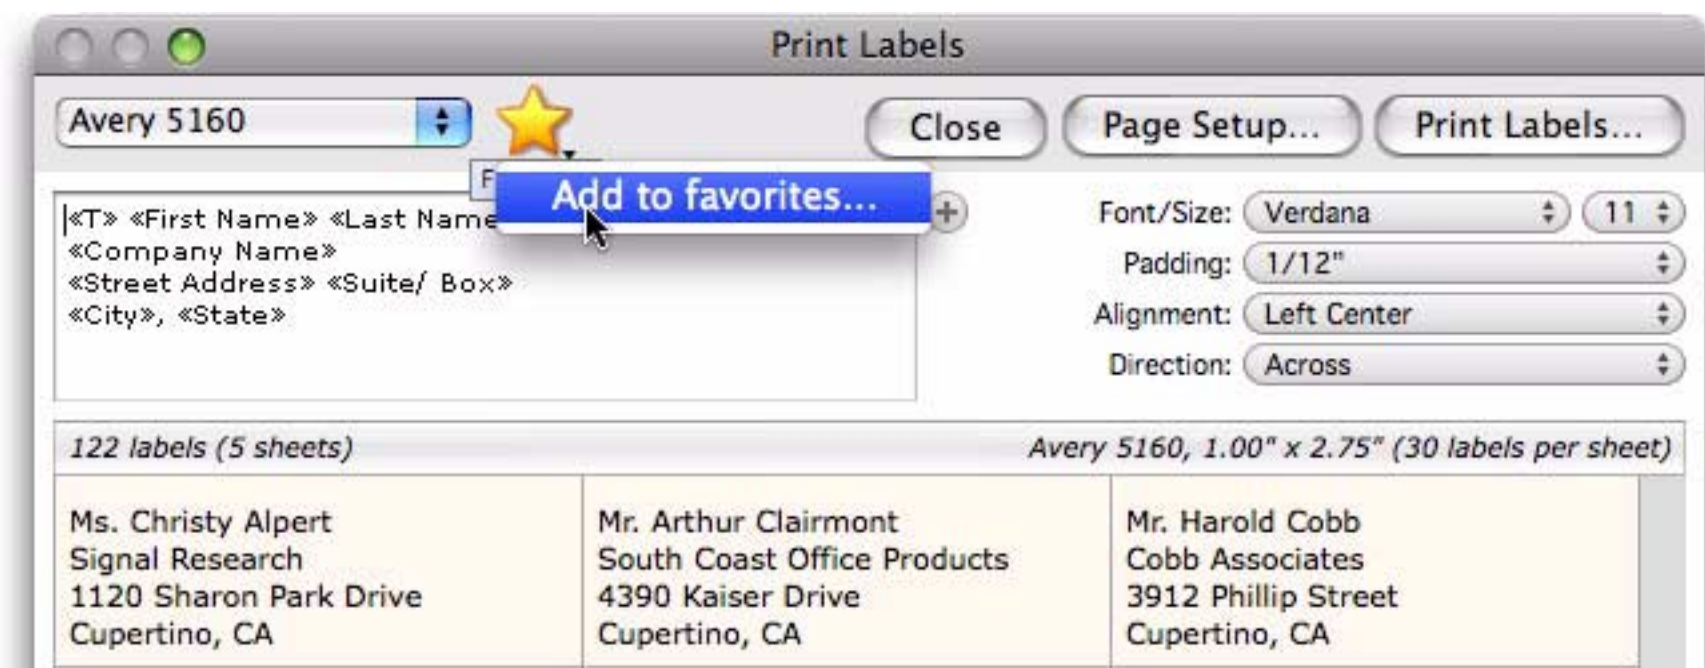 Print Labels
Avery 5160
Close
Page Setup...
Print Labels...
Add to favorites...
«T» «First Name» «Last Name
«Company Name»
«Street Address» «Suite/ Box»
«City», «State»
Font/Size: Verdana 11
Padding: 1/12"
Alignment: Left Center
Direction: Across
122 labels (5 sheets)
Avery 5160, 1.00" x 2.75" (30 labels per sheet)
Ms. Christy Alpert
Signal Research
1120 Sharon Park Drive
Cupertino, CA
Mr. Arthur Clairmont
South Coast Office Products
4390 Kaiser Drive
Cupertino, CA
Mr. Harold Cobb
Cobb Associates
3912 Phillip Street
Cupertino, CA